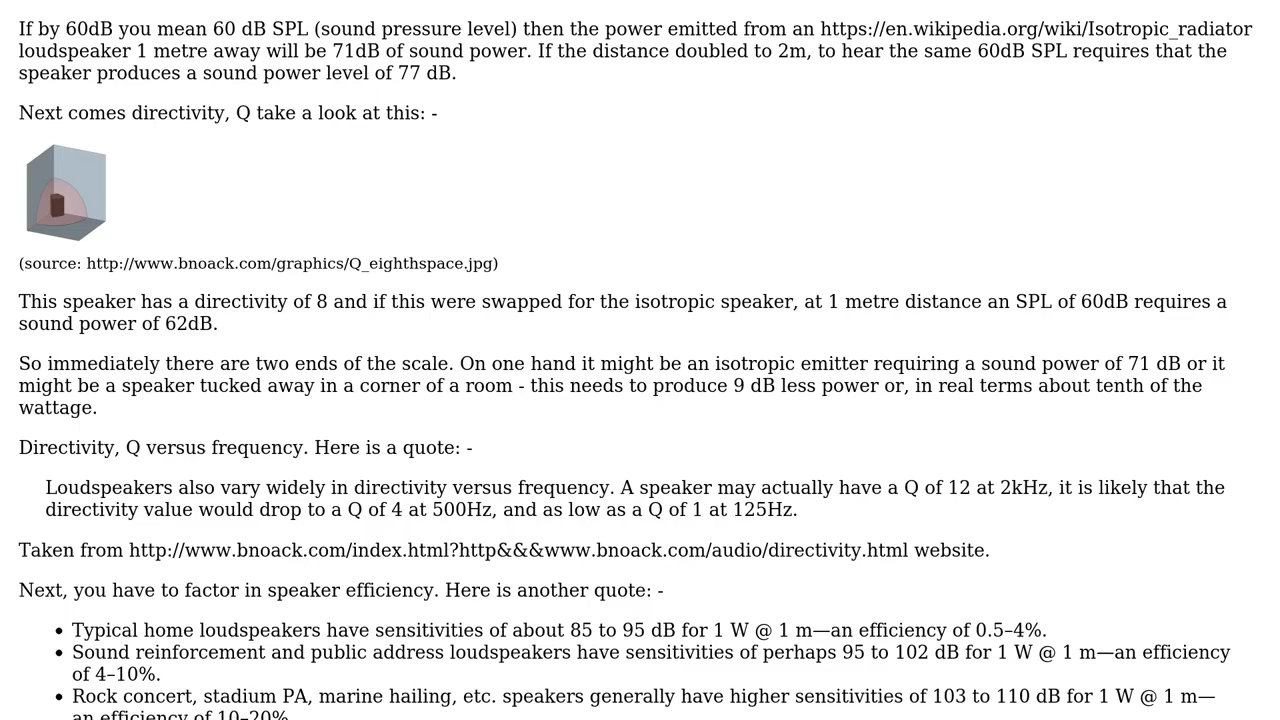 If by 60dB you mean 60 dB SPL (sound pressure level) then the power emitted from an https://en.wikipedia.org/wiki/Isotropic_radiator
loudspeaker 1 metre away will be 71dB of sound power. If the distance doubled to 2m, to hear the same 60dB SPL requires that the
speaker produces a sound power level of 77 dB.
Next comes directivity, Q take a look at this: -
(source: http://www.bnoack.com/graphics/Q_eighthspace.jpg)
This speaker has a directivity of 8 and if this were swapped for the isotropic speaker, at 1 metre distance an SPL of 60dB requires a
sound power of 62dB.
So immediately there are two ends of the scale. On one hand it might be an isotropic emitter requiring a sound power of 71 dB or it
might be a speaker tucked away in a corner of a room - this needs to produce 9 dB less power or, in real terms about tenth of the
wattage.
Directivity, Q versus frequency. Here is a quote: -
Loudspeakers also vary widely in directivity versus frequency. A speaker may actually have a Q of 12 at 2kHz, it is likely that the
directivity value would drop to a Q of 4 at 500Hz, and as low as a Q of 1 at 125Hz.
Taken from http://www.bnoack.com/index.html?http&&&www.bnoack.com/audio/directivity.html website.
Next, you have to factor in speaker efficiency. Here is another quote: -
• Typical home loudspeakers have sensitivities of about 85 to 95 dB for 1 W @ 1 m—an efficiency of 0.5–4%.
• Sound reinforcement and public address loudspeakers have sensitivities of perhaps 95 to 102 dB for 1 W @ 1 m—an efficiency
of 4–10%.
• Rock concert, stadium PA, marine hailing, etc. speakers generally have higher sensitivities of 103 to 110 dB for 1 W @ 1 m—
an efficiency of 10–20%.